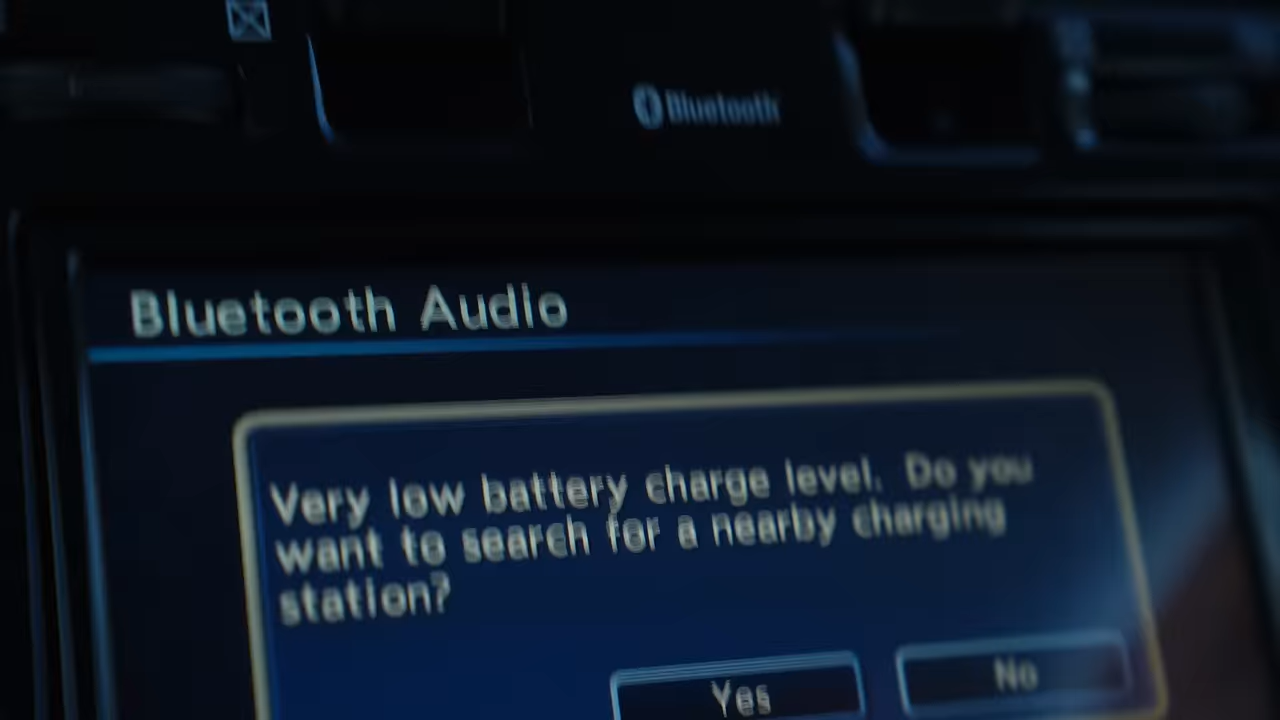 Bluetooth
Bluetooth Audio
Very low battery charge level. Do you
want to search for a nearby charging
station?
Yes No